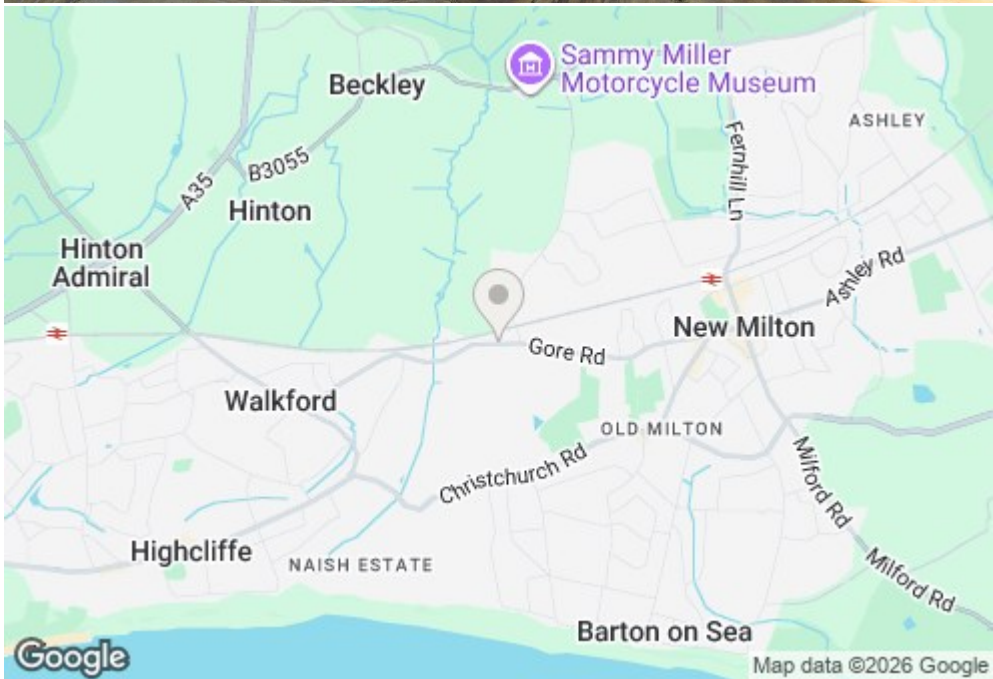 Sammy Miller
Motorcycle Museum
Beckley
ASHLEY
Fernhill Ln
B3055
A35
Hinton
Hinton
Admiral
Ashley Rd
New Milton
Gore Rd
Walkford
OLD MILTON
Christchurch Rd
Milford Rd
Highcliffe
NAISH ESTATE
Milford Rd
Barton on Sea
Google
Map data ©2026 Google